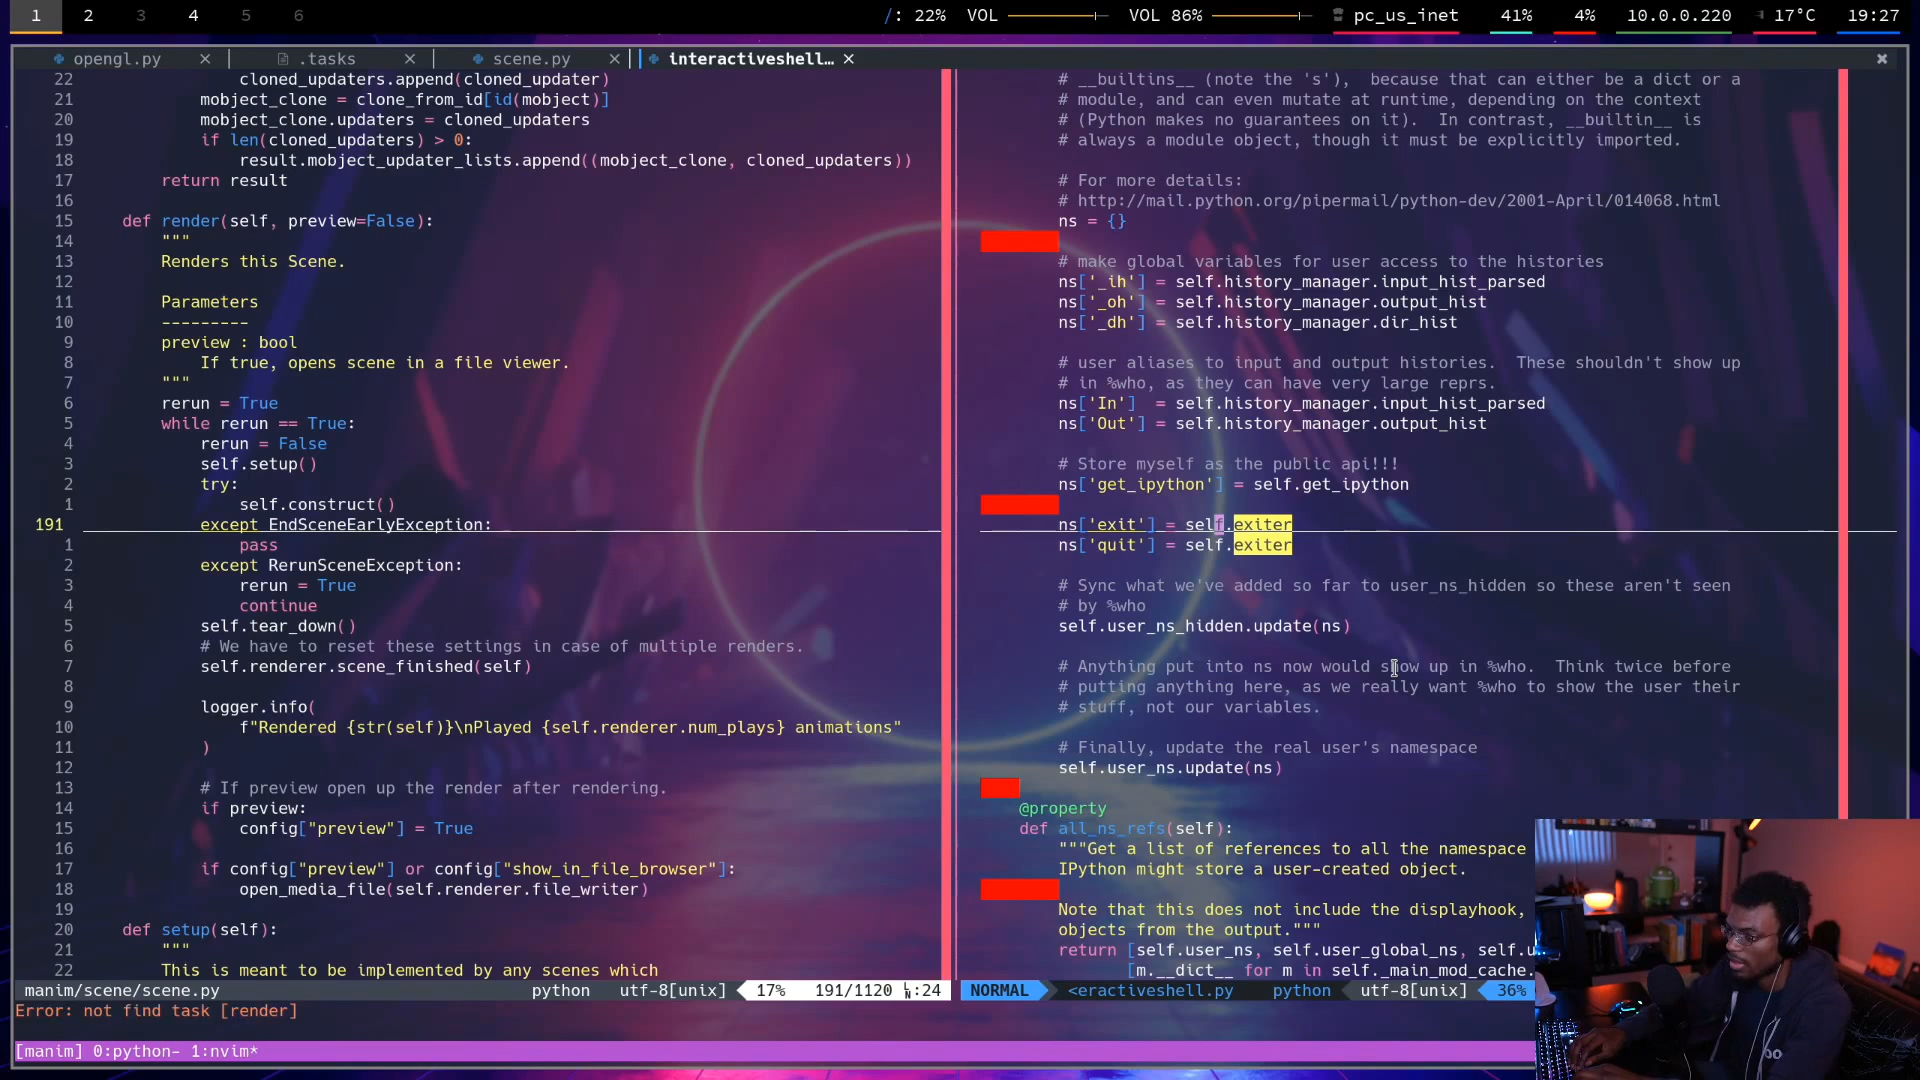 1 2 3 4 5 6 /: 22% VOL VOL 86% pc_us_inet 41% 4% 10.0.0.220 17°C 19:27
opengl.py × .tasks × scene.py × interactiveshell… ×
22 cloned_updaters.append(cloned_updater)
21 mobject_clone = clone_from_id[id(mobject)]
20 mobject_clone.updaters = cloned_updaters
19 if len(cloned_updaters) > 0:
18 result.mobject_updater_lists.append((mobject_clone, cloned_updaters))
17 return result
16
15 def render(self, preview=False):
14 """
13 Renders this Scene.
12
11 Parameters
10 ---------
9 preview : bool
8 If true, opens scene in a file viewer.
7 """
6 rerun = True
5 while rerun == True:
4 rerun = False
3 self.setup()
2 try:
1 self.construct()
191 except EndSceneEarlyException:
1 pass
2 except RerunSceneException:
3 rerun = True
4 continue
5 self.tear_down()
6 # We have to reset these settings in case of multiple renders.
7 self.renderer.scene_finished(self)
8
9 logger.info(
10 f"Rendered {str(self)}\nPlayed {self.renderer.num_plays} animations"
11 )
12
13 # If preview open up the render after rendering.
14 if preview:
15 config["preview"] = True
16
17 if config["preview"] or config["show_in_file_browser"]:
18 open_media_file(self.renderer.file_writer)
19
20 def setup(self):
21 """
22 This is meant to be implemented by any scenes which
manim/scene/scene.py python utf-8[unix] 17% 191/1120 :24
# __builtins__ (note the 's'), because that can either be a dict or a
# module, and can even mutate at runtime, depending on the context
# (Python makes no guarantees on it). In contrast, __builtin__ is
# always a module object, though it must be explicitly imported.
# For more details:
# http://mail.python.org/pipermail/python-dev/2001-April/014068.html
ns = {}
# make global variables for user access to the histories
ns['_ih'] = self.history_manager.input_hist_parsed
ns['_oh'] = self.history_manager.output_hist
ns['_dh'] = self.history_manager.dir_hist
# user aliases to input and output histories. These shouldn't show up
# in %who, as they can have very large reprs.
ns['In'] = self.history_manager.input_hist_parsed
ns['Out'] = self.history_manager.output_hist
# Store myself as the public api!!!
ns['get_ipython'] = self.get_ipython
ns['exit'] = self.exiter
ns['quit'] = self.exiter
# Sync what we've added so far to user_ns_hidden so these aren't seen
# by %who
self.user_ns_hidden.update(ns)
# Anything put into ns now would show up in %who. Think twice before
# putting anything here, as we really want %who to show the user their
# stuff, not our variables.
# Finally, update the real user's namespace
self.user_ns.update(ns)
@property
def all_ns_refs(self):
"""Get a list of references to all the namespace
IPython might store a user-created object.
Note that this does not include the displayhook,
objects from the output."""
return [self.user_ns, self.user_global_ns, self.u
[m.__dict__ for m in self._main_mod_cache.
NORMAL <eractiveshell.py python utf-8[unix] 36%
Error: not find task [render]
[manim] 0:python- 1:nvim*